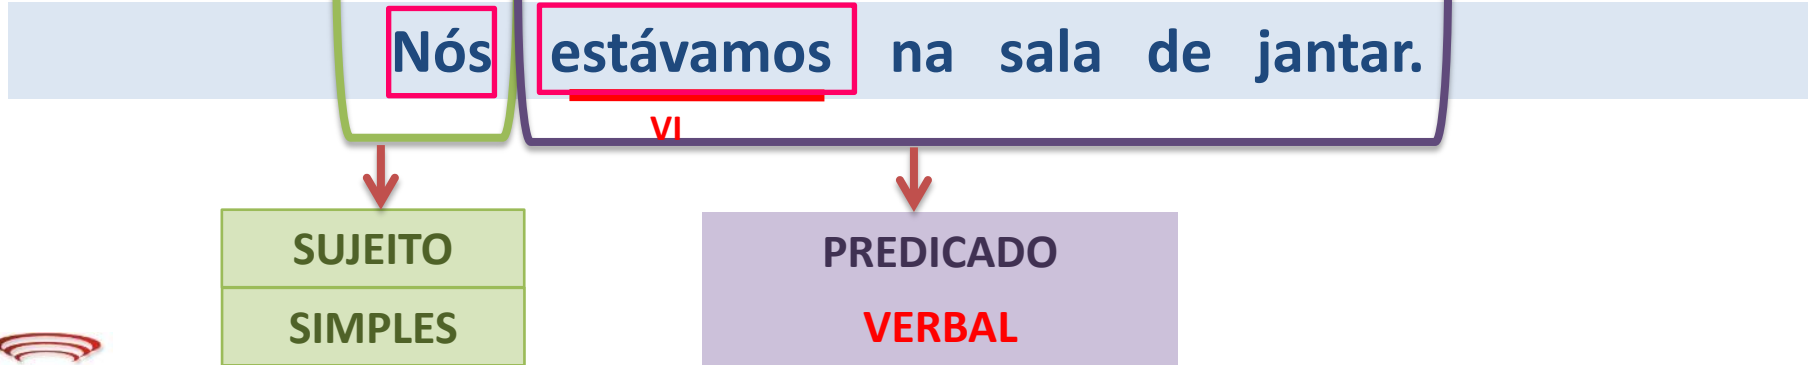 Nós estávamos na sala de jantar.
VI
SUJEITO
SIMPLES
PREDICADO
VERBAL